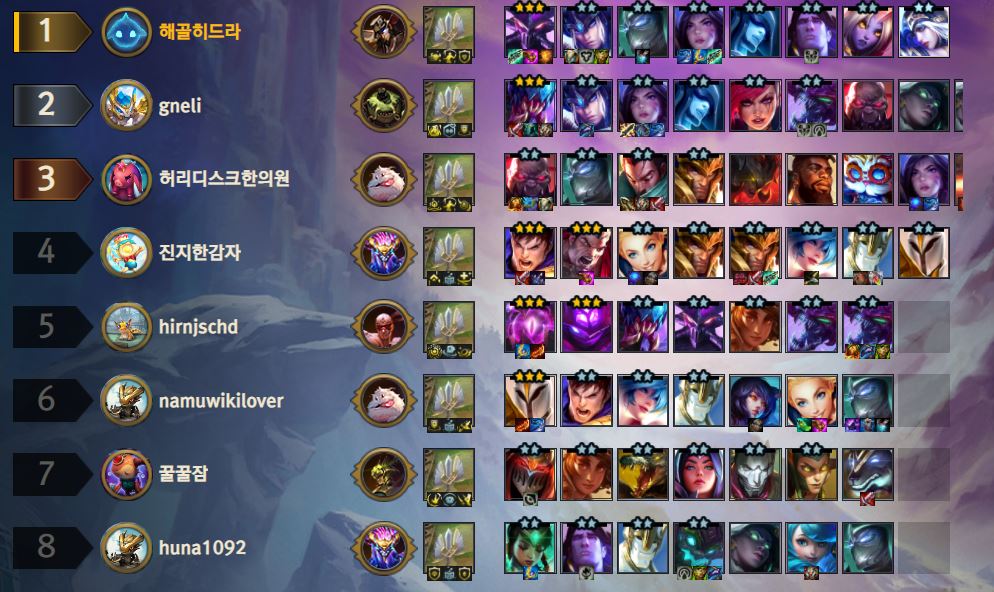 1 해골히드라
2 gneli
3 허리디스크한의원
4 진지한감자
5 hirnjschd
6 namuwikilover
7 꿀꿀잠
8 huna1092